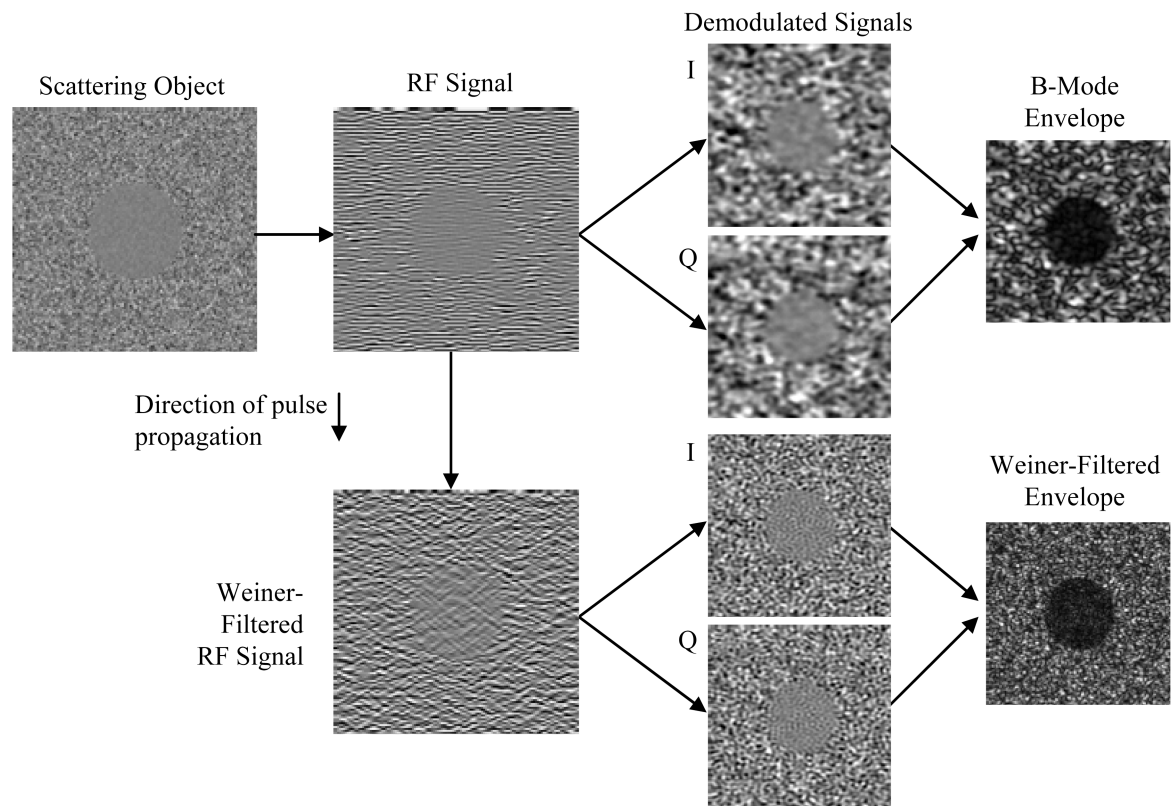 Demodulated Signals
Scattering Object
RF Signal
I
B-Mode
Envelope
Q
Direction of pulse
propagation
I
Weiner-Filtered
Envelope
Weiner-
Filtered
RF Signal
Q